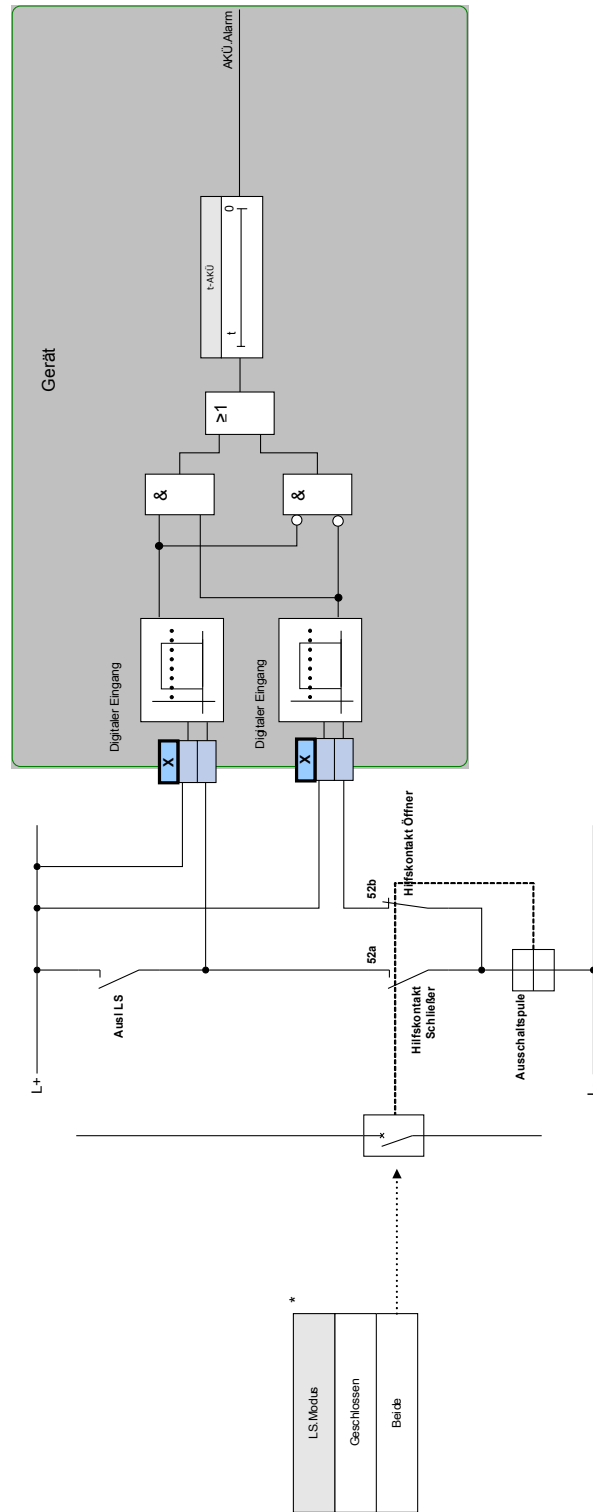 Gerät
AKÜ.Alarm
t-AKÜ
t
0
≥1
&
&
Digitaler Eingang
Digitaler Eingang
X
X
L+
Ausl LS
52a
52b
Hilfskontakt
Schließer
Hilfskontakt Öffner
Ausschaltspule
L-
*
LS.Modus
Geschlossen
Beide